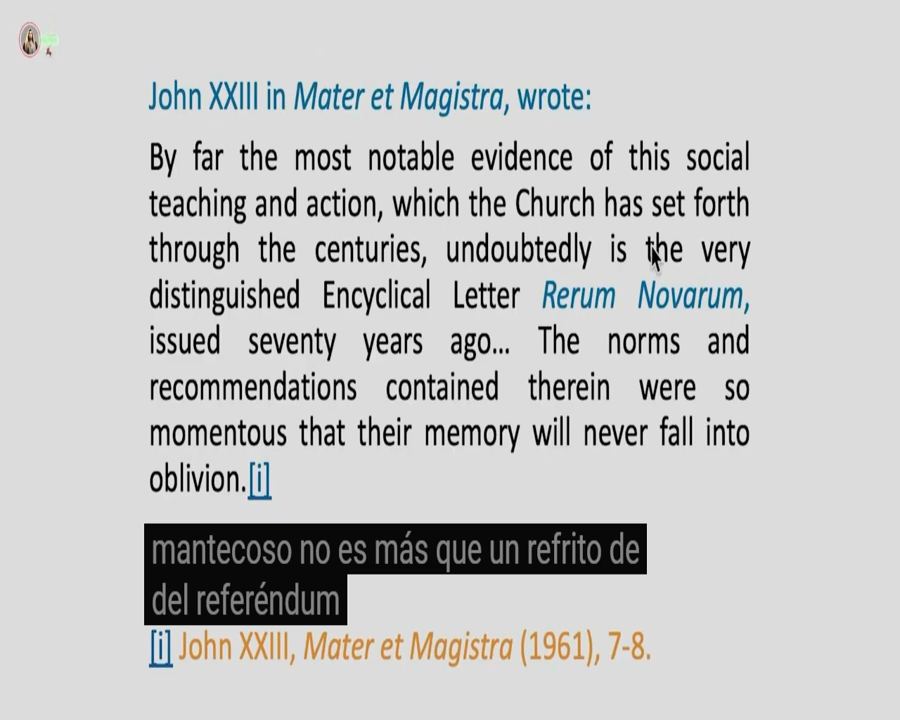 John XXIII in Mater et Magistra, wrote:
By far the most notable evidence of this social
teaching and action, which the Church has set forth
through the centuries, undoubtedly is the very
distinguished Encyclical Letter Rerum Novarum,
issued seventy years ago... The norms and
recommendations contained therein were so
momentous that their memory will never fall into
oblivion.[i]
mantecoso no es más que un refrito de
del referéndum
[i] John XXIII, Mater et Magistra (1961), 7-8.